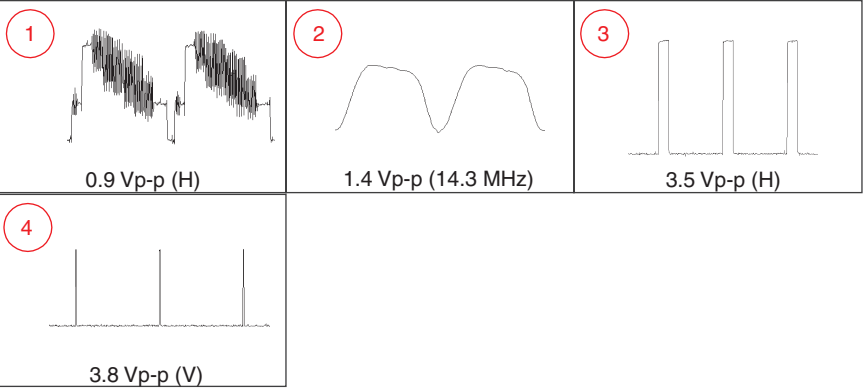 1
2
3
0.9 Vp-p (H)
1.4 Vp-p (14.3 MHz)
3.5 Vp-p (H)
4
3.8 Vp-p (V)